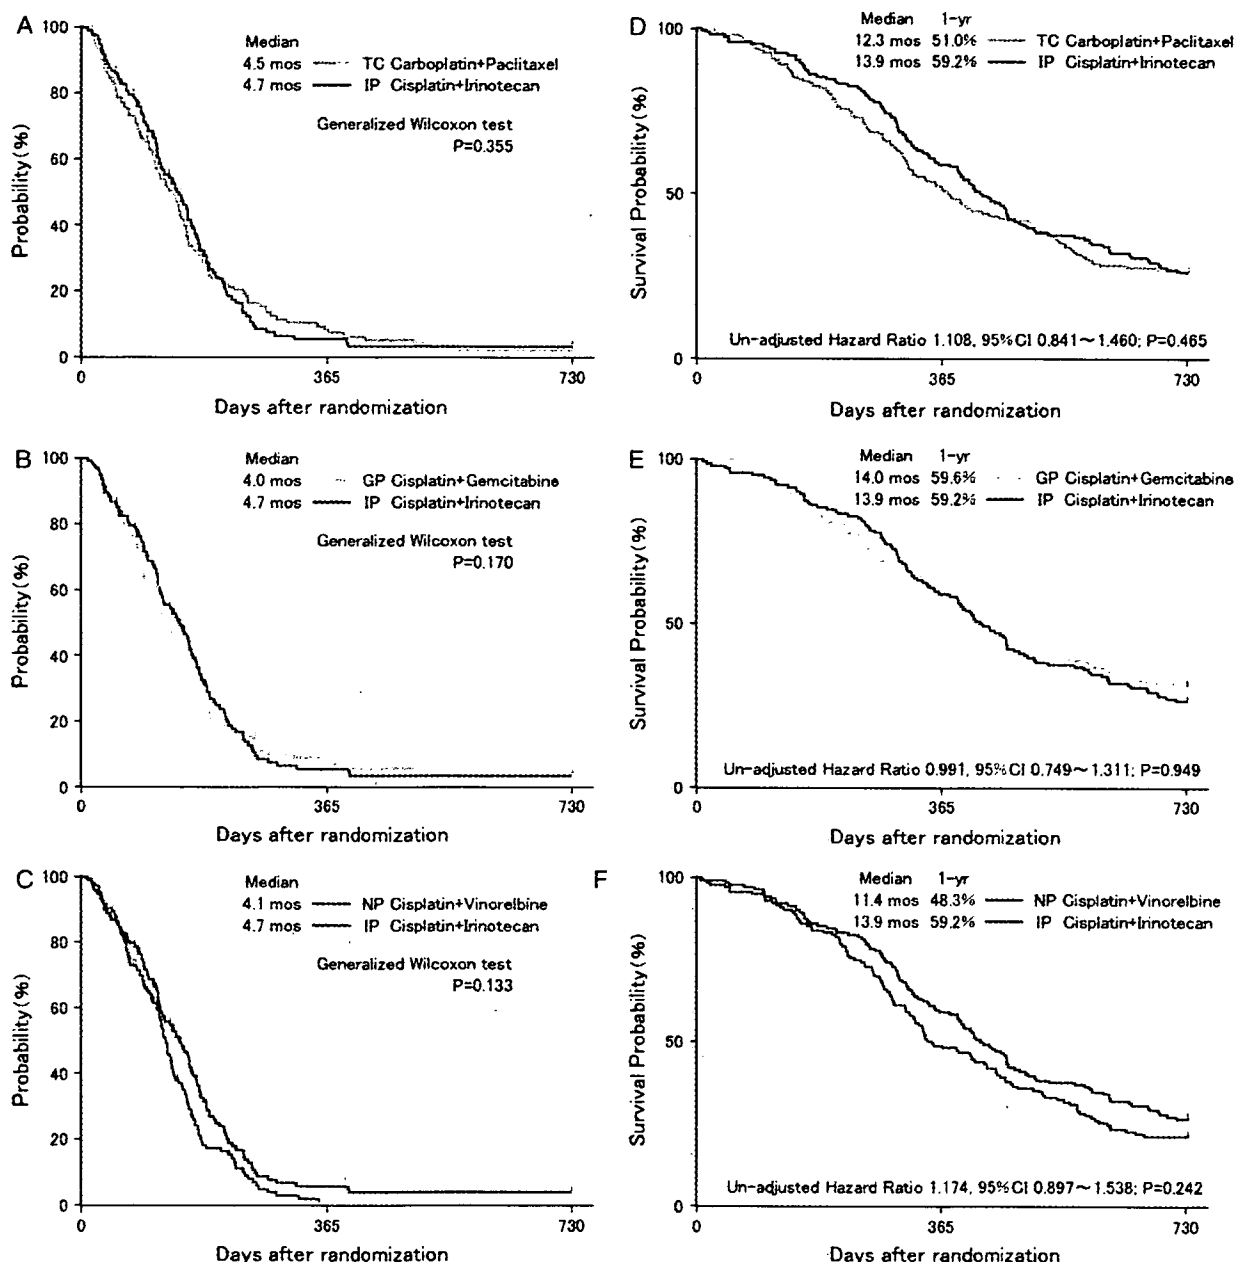 A
Median
4.5 mos TC Carboplatin+Paclitaxel
4.7 mos IP Cisplatin+Irinotecan
Generalized Wilcoxon test
P=0.355
Probability(%)
100
80
60
40
20
0
0 365 730
Days after randomization
D
Median 1-yr
12.3 mos 51.0% TC Carboplatin+Paclitaxel
13.9 mos 59.2% IP Cisplatin+Irinotecan
Survival Probability(%)
100
50
0
Un-adjusted Hazard Ratio 1.108, 95%CI 0.841~1.460; P=0.465
0 365 730
Days after randomization
B
Median
4.0 mos GP Cisplatin+Gemcitabine
4.7 mos IP Cisplatin+Irinotecan
Generalized Wilcoxon test
P=0.170
Probability(%)
100
80
60
40
20
0
0 365 730
Days after randomization
E
Median 1-yr
14.0 mos 59.6% GP Cisplatin+Gemcitabine
13.9 mos 59.2% IP Cisplatin+Irinotecan
Survival Probability(%)
100
50
0
Un-adjusted Hazard Ratio 0.991, 95%CI 0.749~1.311; P=0.949
0 365 730
Days after randomization
C
Median
4.1 mos NP Cisplatin+Vinorelbine
4.7 mos IP Cisplatin+Irinotecan
Generalized Wilcoxon test
P=0.133
Probability(%)
100
80
60
40
20
0
0 365 730
Days after randomization
F
Median 1-yr
11.4 mos 48.3% NP Cisplatin+Vinorelbine
13.9 mos 59.2% IP Cisplatin+Irinotecan
Survival Probability(%)
100
50
0
Un-adjusted Hazard Ratio 1.174, 95%CI 0.897~1.538; P=0.242
0 365 730
Days after randomization